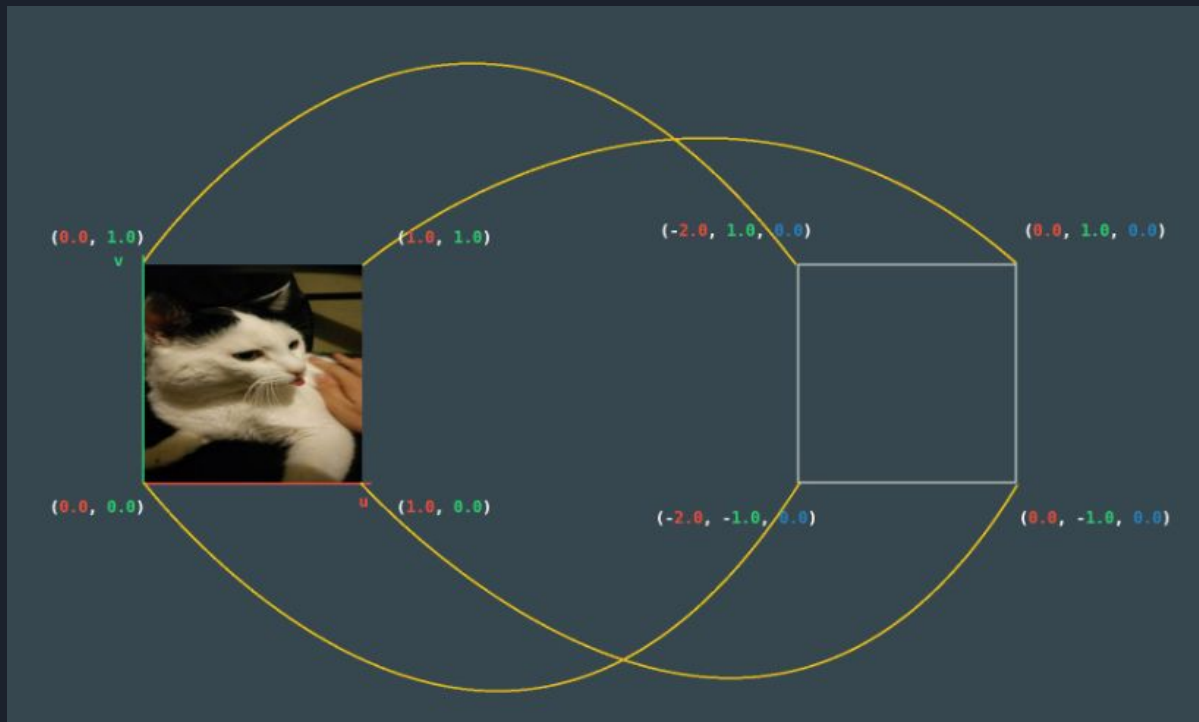 (0.0, 1.0)
v
(1.0, 1.0)
(-2.0, 1.0, 0.0)
(0.0, 1.0, 0.0)
(0.0, 0.0)
u
(1.0, 0.0)
(-2.0, -1.0, 0.0)
(0.0, -1.0, 0.0)